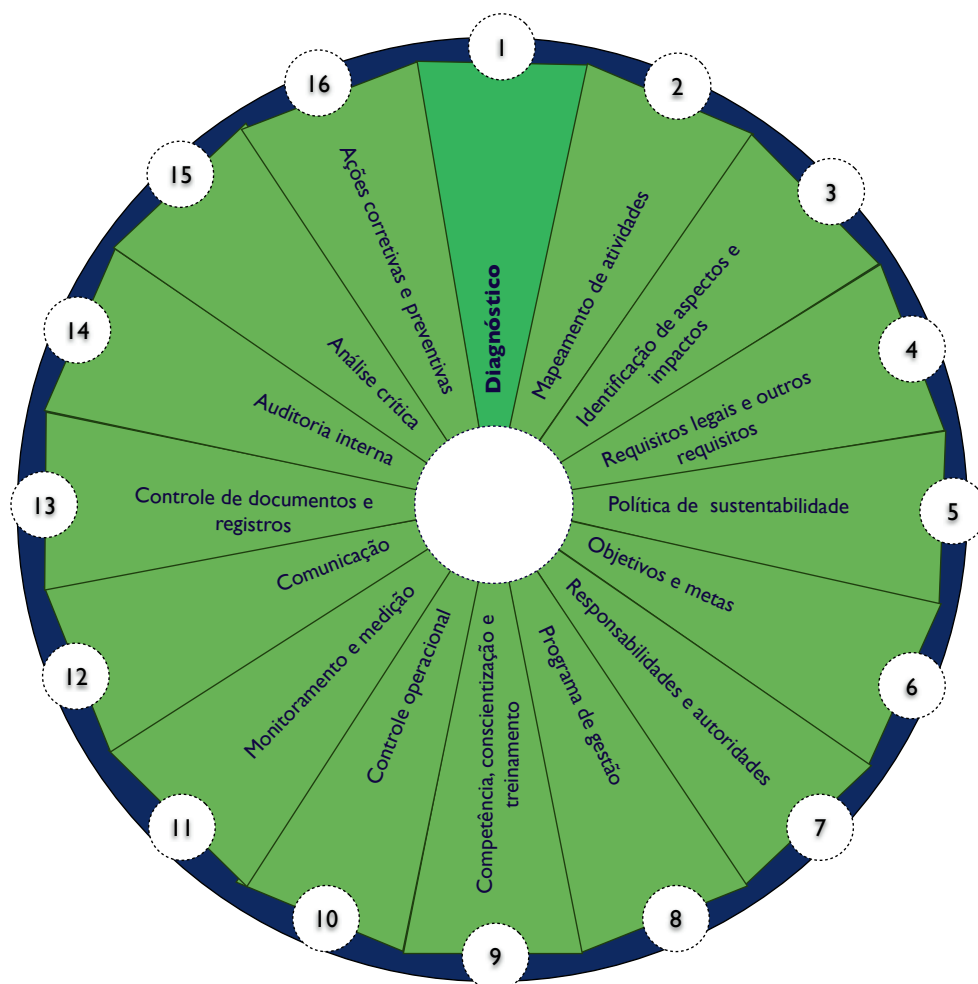 1
Diagnóstico
2
Mapeamento de atividades
3
Identificação de aspectos e
impactos
4
Requisitos legais e outros
requisitos
5
Política de  sustentabilidade
6
Objetivos e metas
7
Responsabilidades e autoridades
8
Programa de gestão
9
Competência, conscientização e
treinamento
10
Controle operacional
11
Monitoramento e medição
12
Comunicação
13
Controle de documentos e
registros
14
Auditoria interna
15
Análise crítica
16
Ações corretivas e preventivas